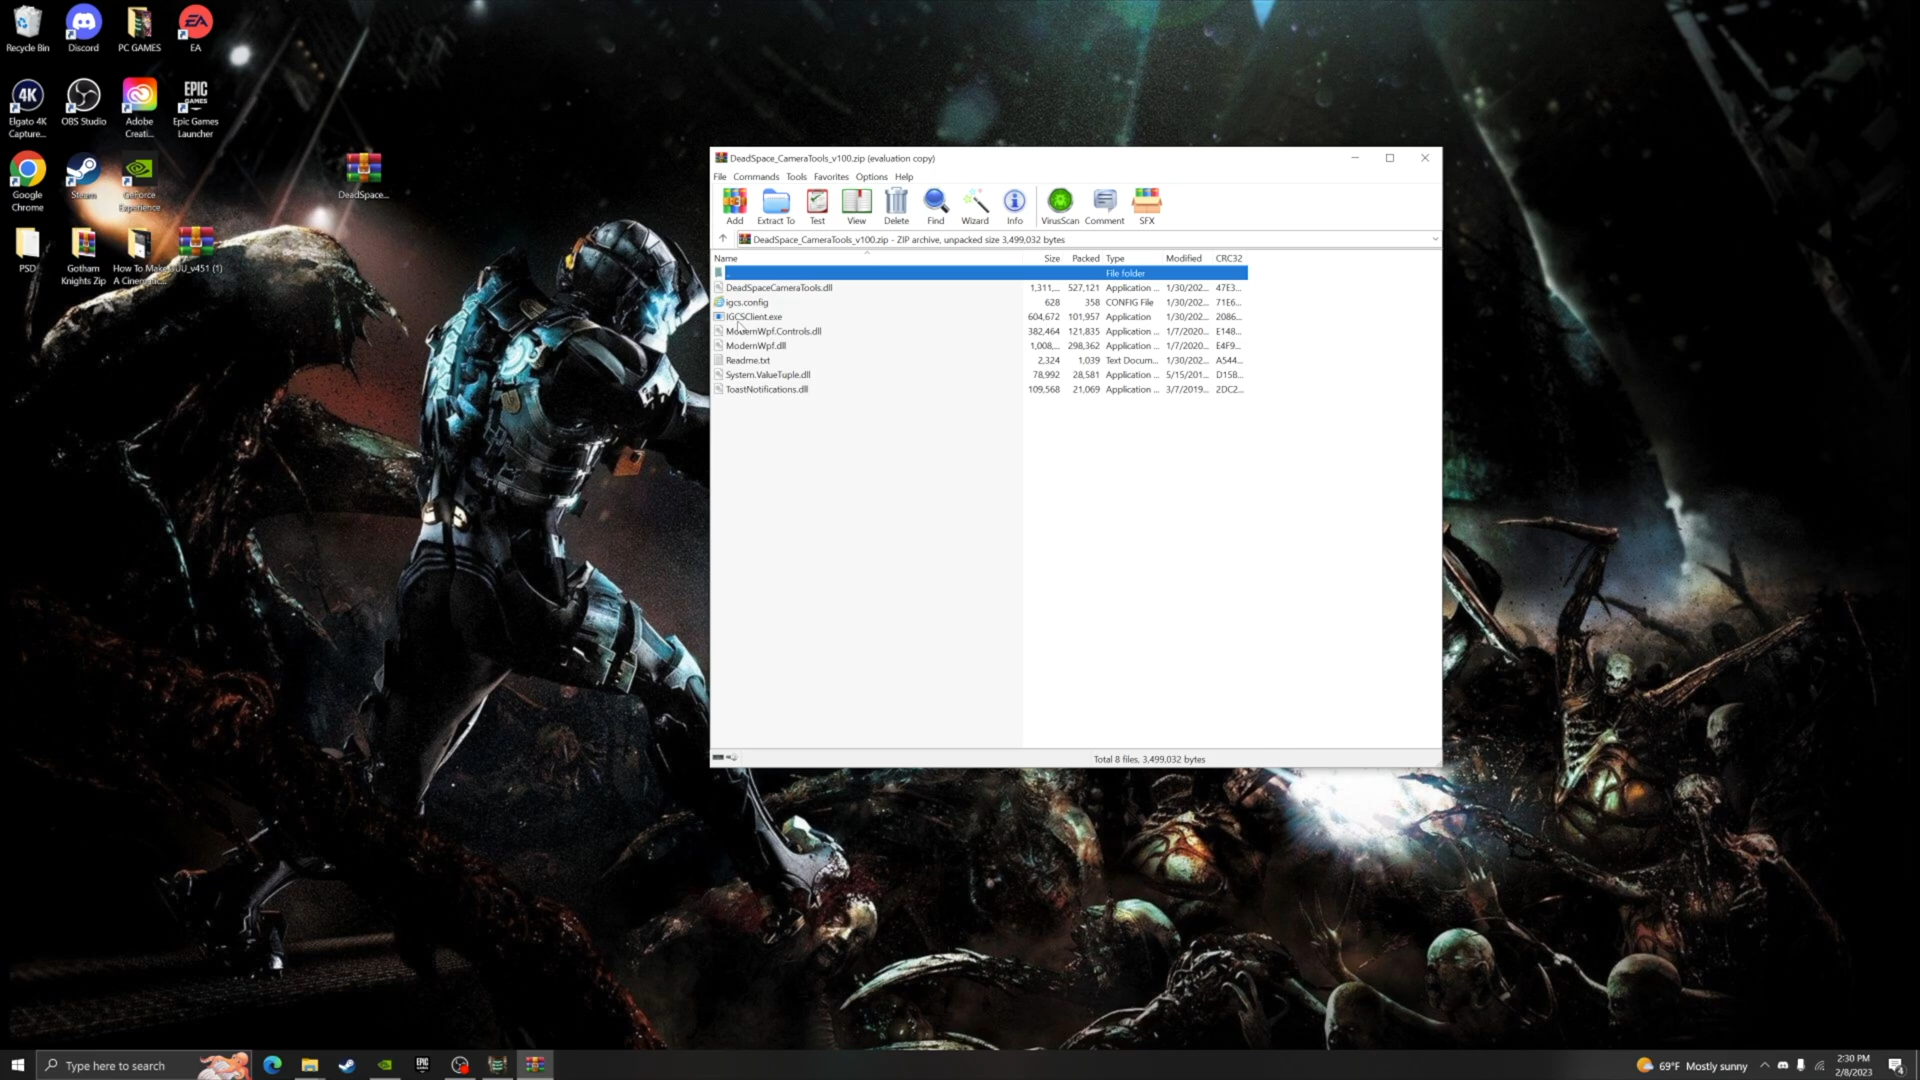 Recycle Bin
Discord
PC GAMES
EA
Elgato 4K
Capture...
OBS Studio
Adobe
Creati...
Epic Games
Launcher
Google
Chrome
Steam
GeForce
Experience
DeadSpace...
PSD
Gotham
Knights Zip
How To Make
A Cinematic...
UU_v451 (1)
DeadSpace_CameraTools_v100.zip (evaluation copy)
File Commands Tools Favorites Options Help
Add Extract To Test View Delete Find Wizard Info VirusScan Comment SFX
DeadSpace_CameraTools_v100.zip - ZIP archive, unpacked size 3,499,032 bytes
Name Size Packed Type Modified CRC32
.. File folder
DeadSpaceCameraTools.dll 1,311,... 527,121 Application ... 1/30/202... 47E3...
igcs.config 628 358 CONFIG File 1/30/202... 71E6...
IGCSClient.exe 604,672 101,957 Application 1/30/202... 2086...
ModernWpf.Controls.dll 382,464 121,835 Application ... 1/7/2020... E148...
ModernWpf.dll 1,008,... 298,362 Application ... 1/7/2020... E4F9...
Readme.txt 2,324 1,039 Text Docum... 1/30/202... A544...
System.ValueTuple.dll 78,992 28,581 Application ... 5/15/201... D15B...
ToastNotifications.dll 109,568 21,069 Application ... 3/7/2019... 2DC2...
Total 8 files, 3,499,032 bytes
Type here to search
69°F Mostly sunny
2:30 PM
2/8/2023